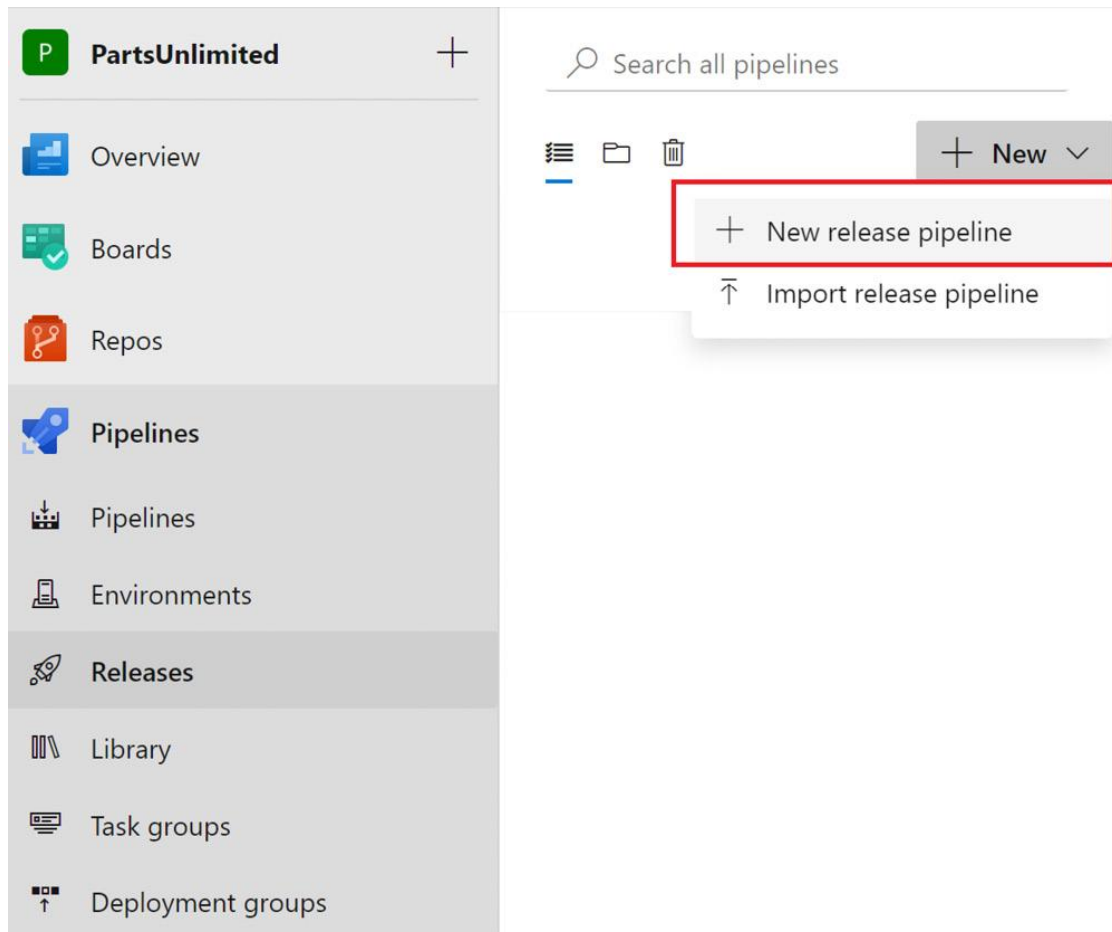 P PartsUnlimited
Overview
Boards
Repos
Pipelines
Pipelines
Environments
Releases
Library
Task groups
Deployment groups
Search all pipelines
New
New release pipeline
Import release pipeline